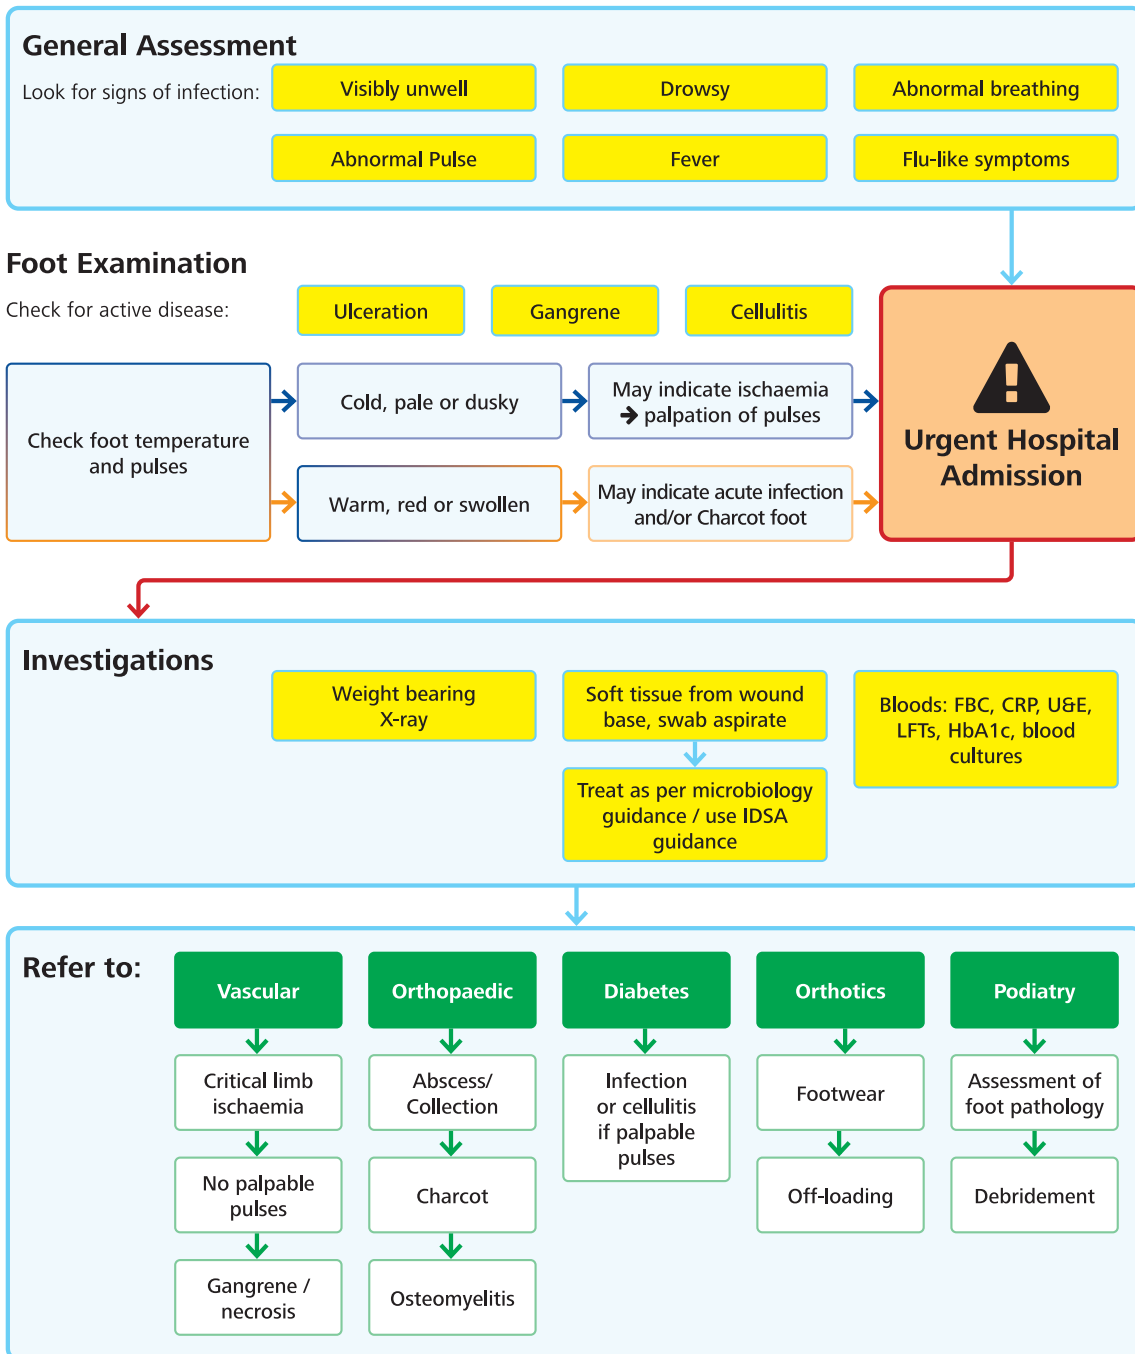 General Assessment
Look for signs of infection:
Visibly unwell
Drowsy
Abnormal breathing
Abnormal Pulse
Fever
Flu-like symptoms
Foot Examination
Check for active disease:
Ulceration
Gangrene
Cellulitis
Check foot temperature
and pulses
Cold, pale or dusky
May indicate ischaemia
→ palpation of pulses
Warm, red or swollen
May indicate acute infection
and/or Charcot foot
Urgent Hospital
Admission
Investigations
Weight bearing
X-ray
Soft tissue from wound
base, swab aspirate
Treat as per microbiology
guidance / use IDSA
guidance
Bloods: FBC, CRP, U&E,
LFTs, HbA1c, blood
cultures
Refer to:
Vascular
Critical limb
ischaemia
No palpable
pulses
Gangrene /
necrosis
Orthopaedic
Abscess/
Collection
Charcot
Osteomyelitis
Diabetes
Infection
or cellulitis
if palpable
pulses
Orthotics
Footwear
Off-loading
Podiatry
Assessment of
foot pathology
Debridement